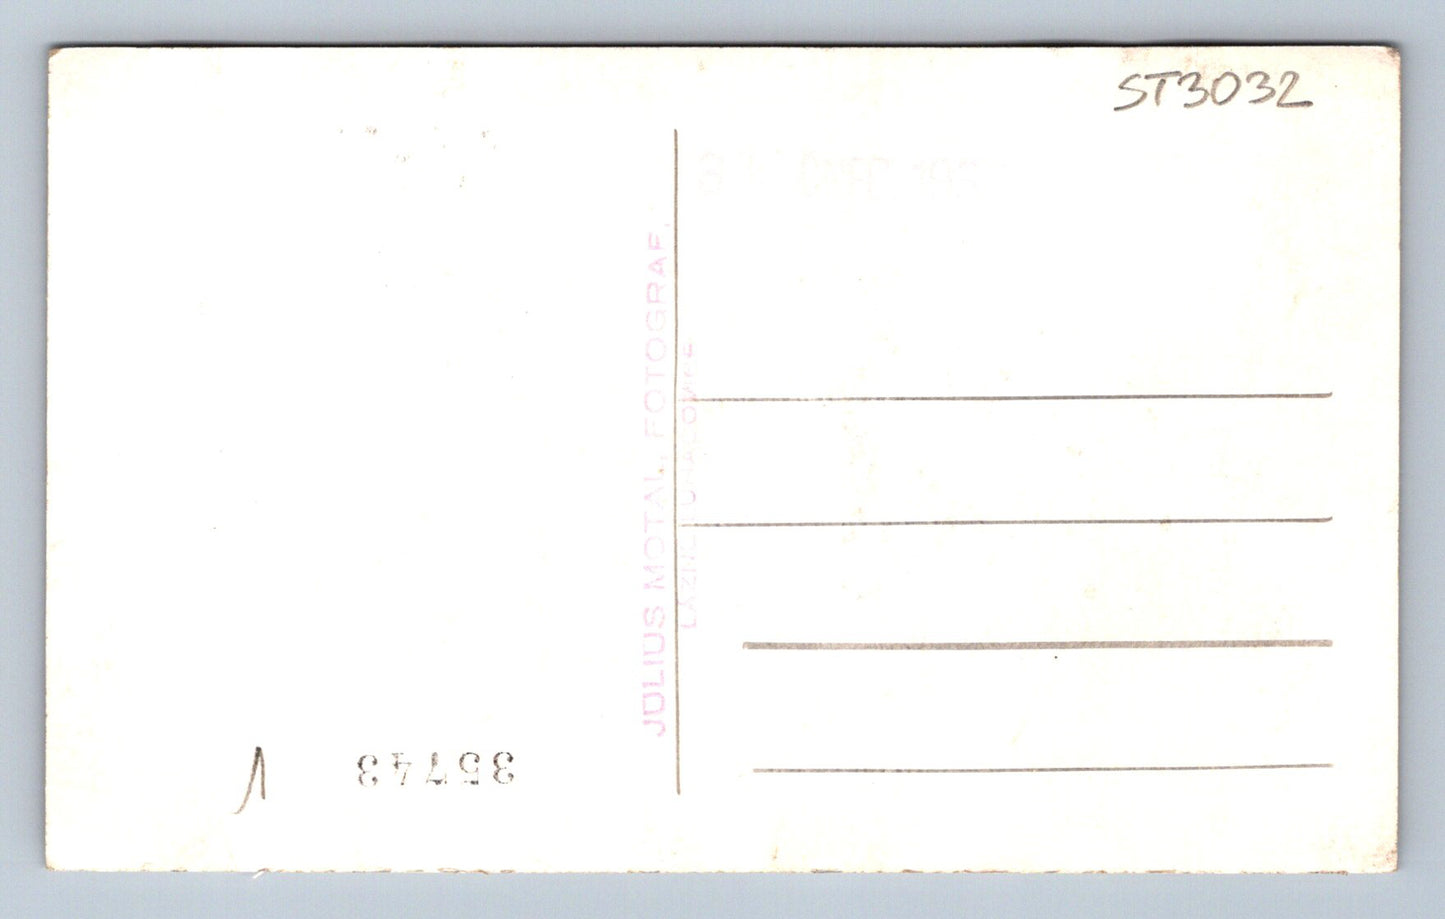 ST3032
JULIUS MOTAL, FOTOGRAF,
35743